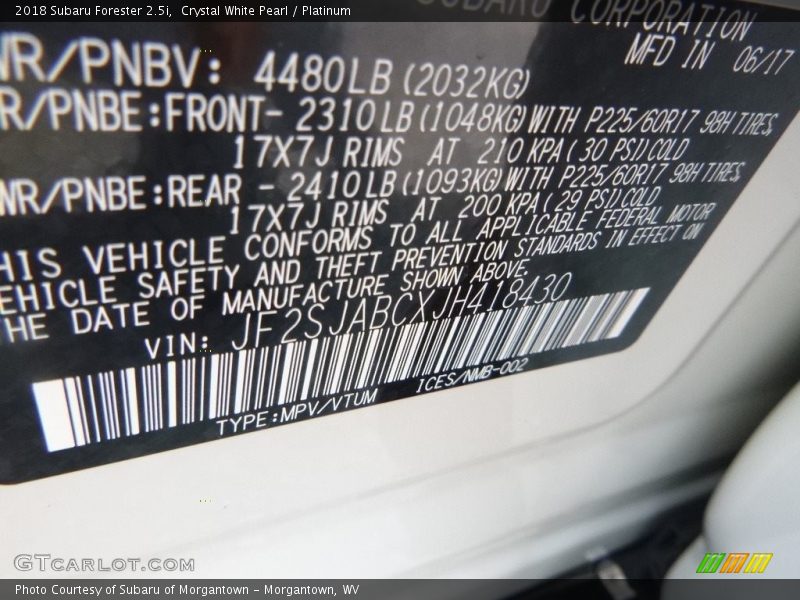 2018 Subaru Forester 2.5i,  Crystal White Pearl / Platinum
SUBARU CORPORATION
MFD IN 06/17
WR/PNBV: 4480LB (2032KG)
R/PNBE:FRONT- 2310LB (1048KG) WITH P225/60R17 98H TIRES,
17X7J RIMS AT 210 KPA ( 30 PSI) COLD
WR/PNBE:REAR - 2410LB (1093KG) WITH P225/60R17 98H TIRES,
17X7J RIMS AT 200 KPA ( 29 PSI) COLD
HIS VEHICLE CONFORMS TO ALL APPLICABLE FEDERAL MOTOR
EHICLE SAFETY AND THEFT PREVENTION STANDARDS IN EFFECT ON
HE DATE OF MANUFACTURE SHOWN ABOVE.
VIN: JF2SJABCXJH418430
TYPE:MPV/VTUM ICES/NMB-002
GTcarlot.com
Photo Courtesy of Subaru of Morgantown - Morgantown, WV